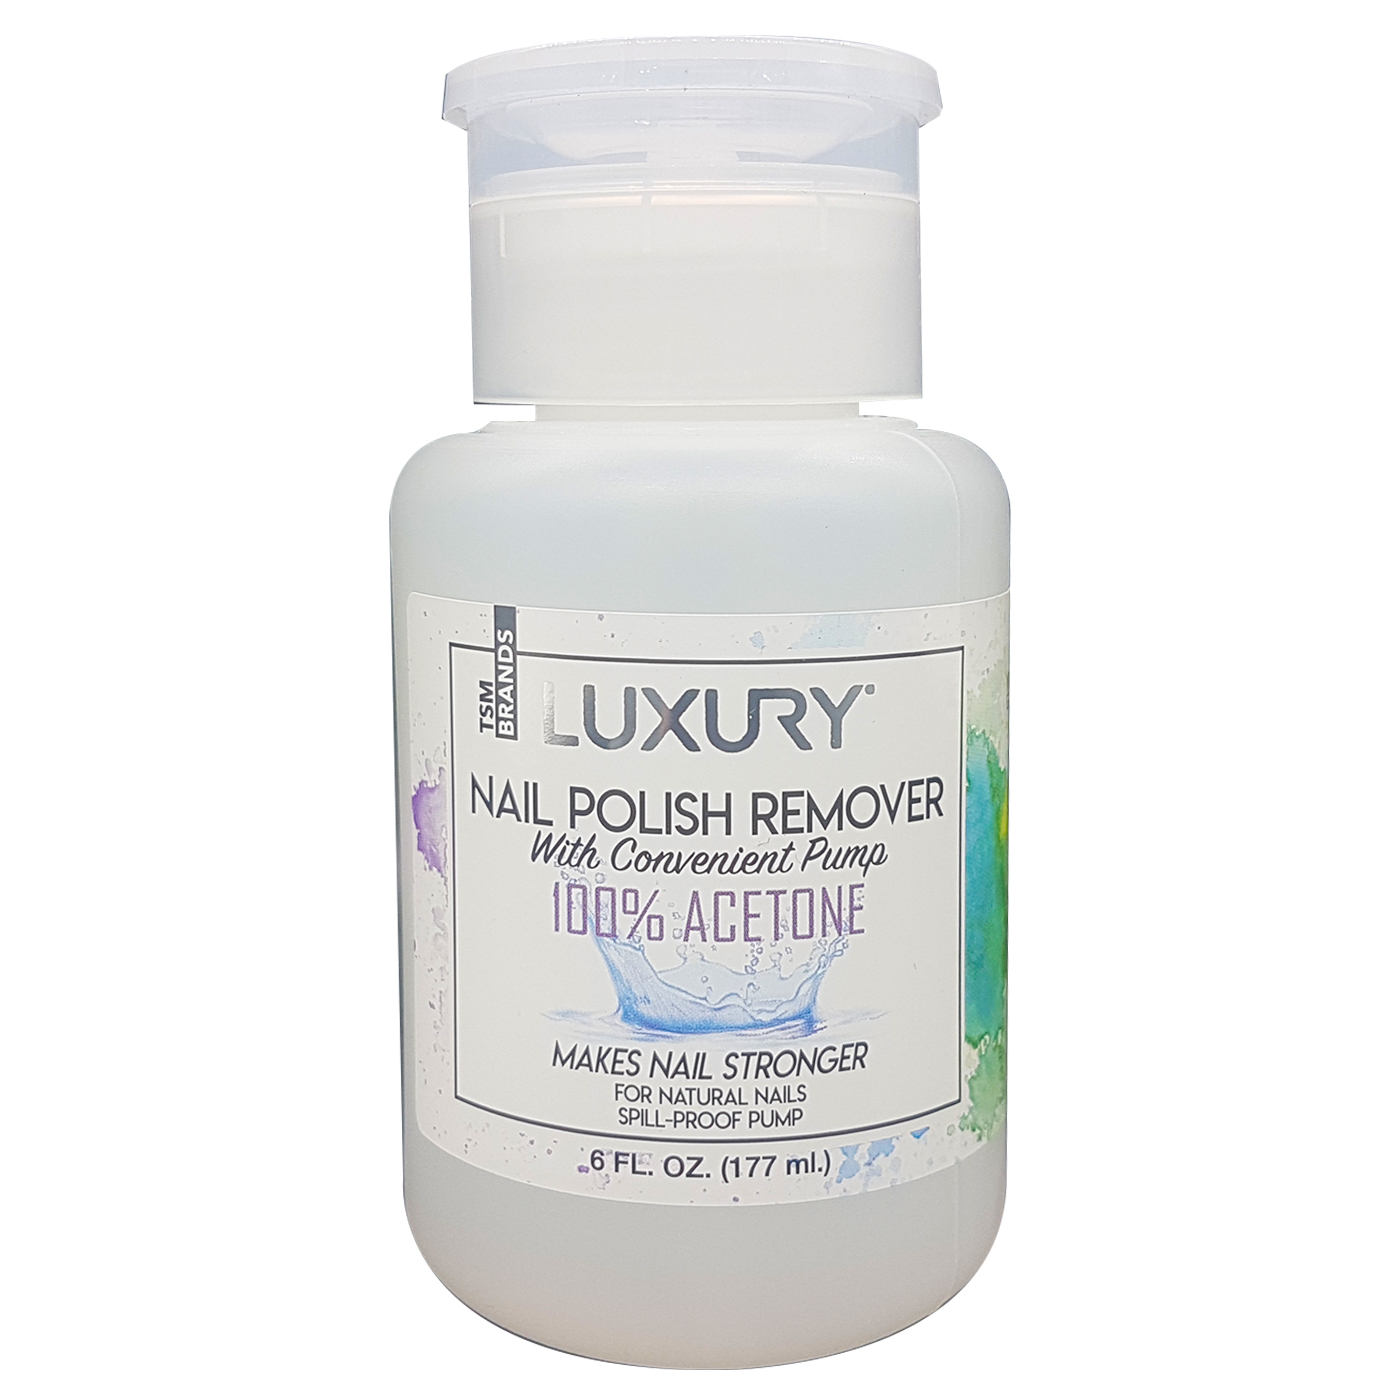 TSM
BRANDS
LUXURY
NAIL POLISH REMOVER
With Convenient Pump
100% ACETONE
MAKES NAIL STRONGER
FOR NATURAL NAILS
SPILL-PROOF PUMP
6 FL. OZ. (177 ml.)